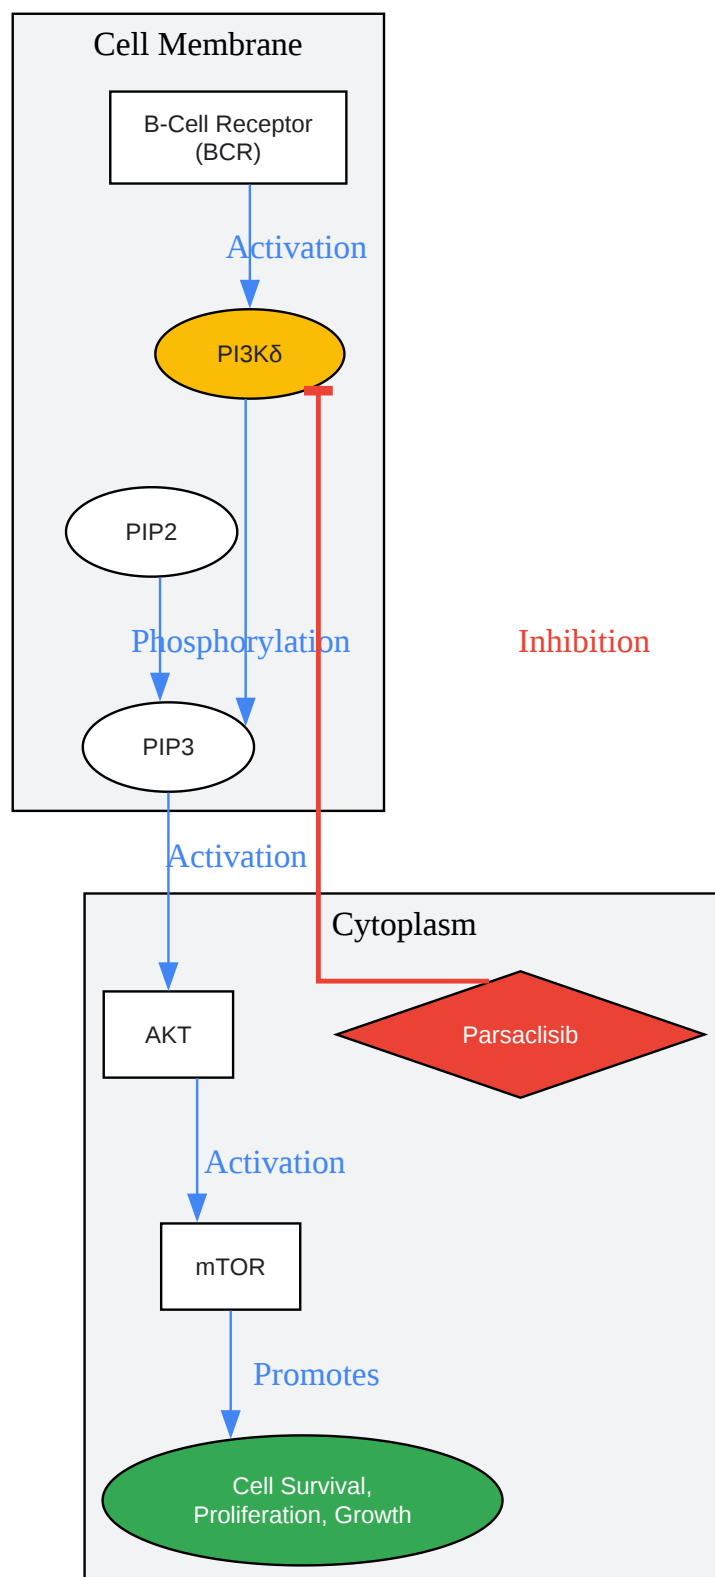 Cell Membrane
B-Cell Receptor
(BCR)
Activation
PI3Kδ
PIP2
Phosphorylation
Inhibition
PIP3
Activation
Cytoplasm
AKT
Parsaclisib
Activation
mTOR
Promotes
Cell Survival,
Proliferation, Growth